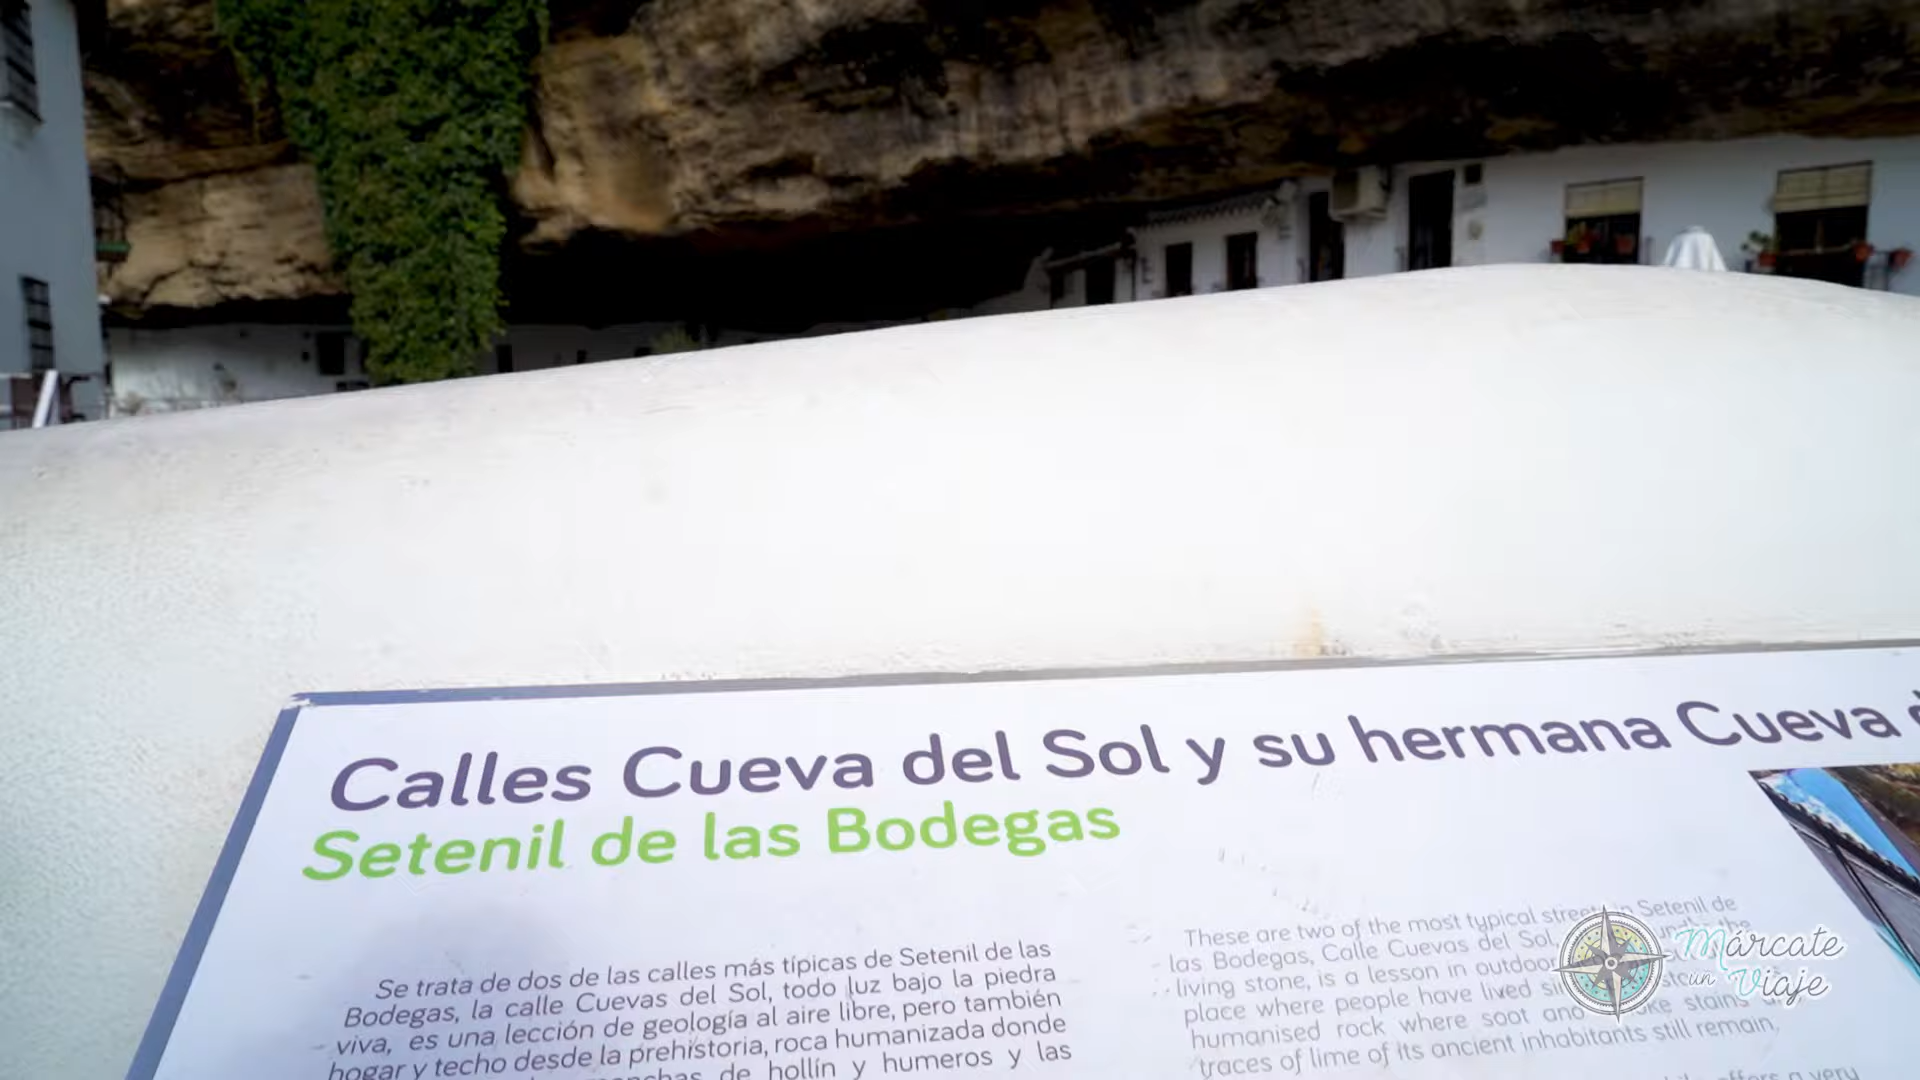 Calles Cueva del Sol y su hermana Cueva
Setenil de las Bodegas
Se trata de dos de las calles más típicas de Setenil de las
Bodegas, la calle Cuevas del Sol, todo luz bajo la piedra
viva, es una lección de geología al aire libre, pero también
hogar y techo desde la prehistoria, roca humanizada donde
de hollín y humeros y las
These are two of the most typical streets in Setenil de
las Bodegas, Calle Cuevas del Sol, the
living stone, is a lesson in outdoor
place where people have lived
humanised rock where soot and stains
traces of lime of its ancient inhabitants still remain.
offers a very
Márcate
un Viaje